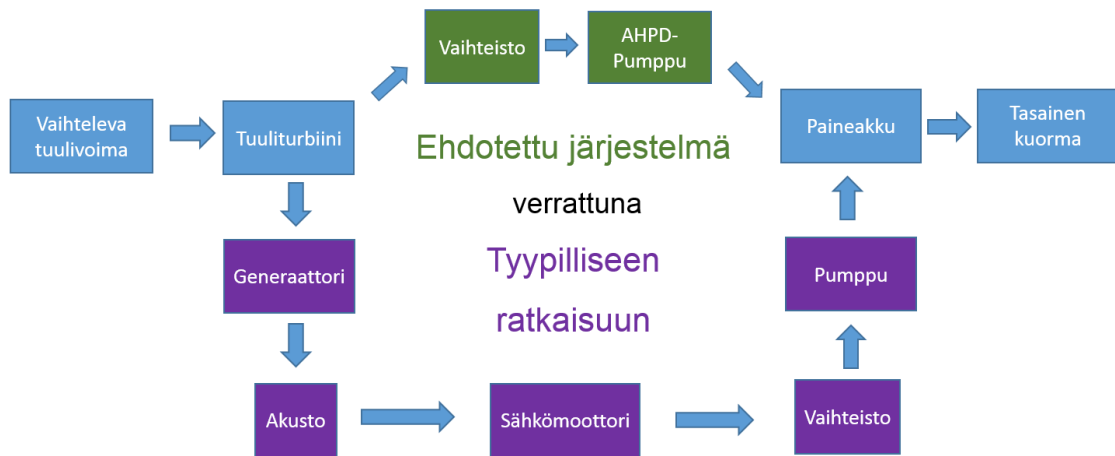 Vaihteisto
AHPD-
Pumppu
Vaihteleva
tuulivoima
Tuuliturbiini
Paineakku
Tasainen
kuorma
Ehdotettu järjestelmä
verrattuna
Tyypilliseen
ratkaisuun
Generaattori
Pumppu
Akusto
Sähkömoottori
Vaihteisto